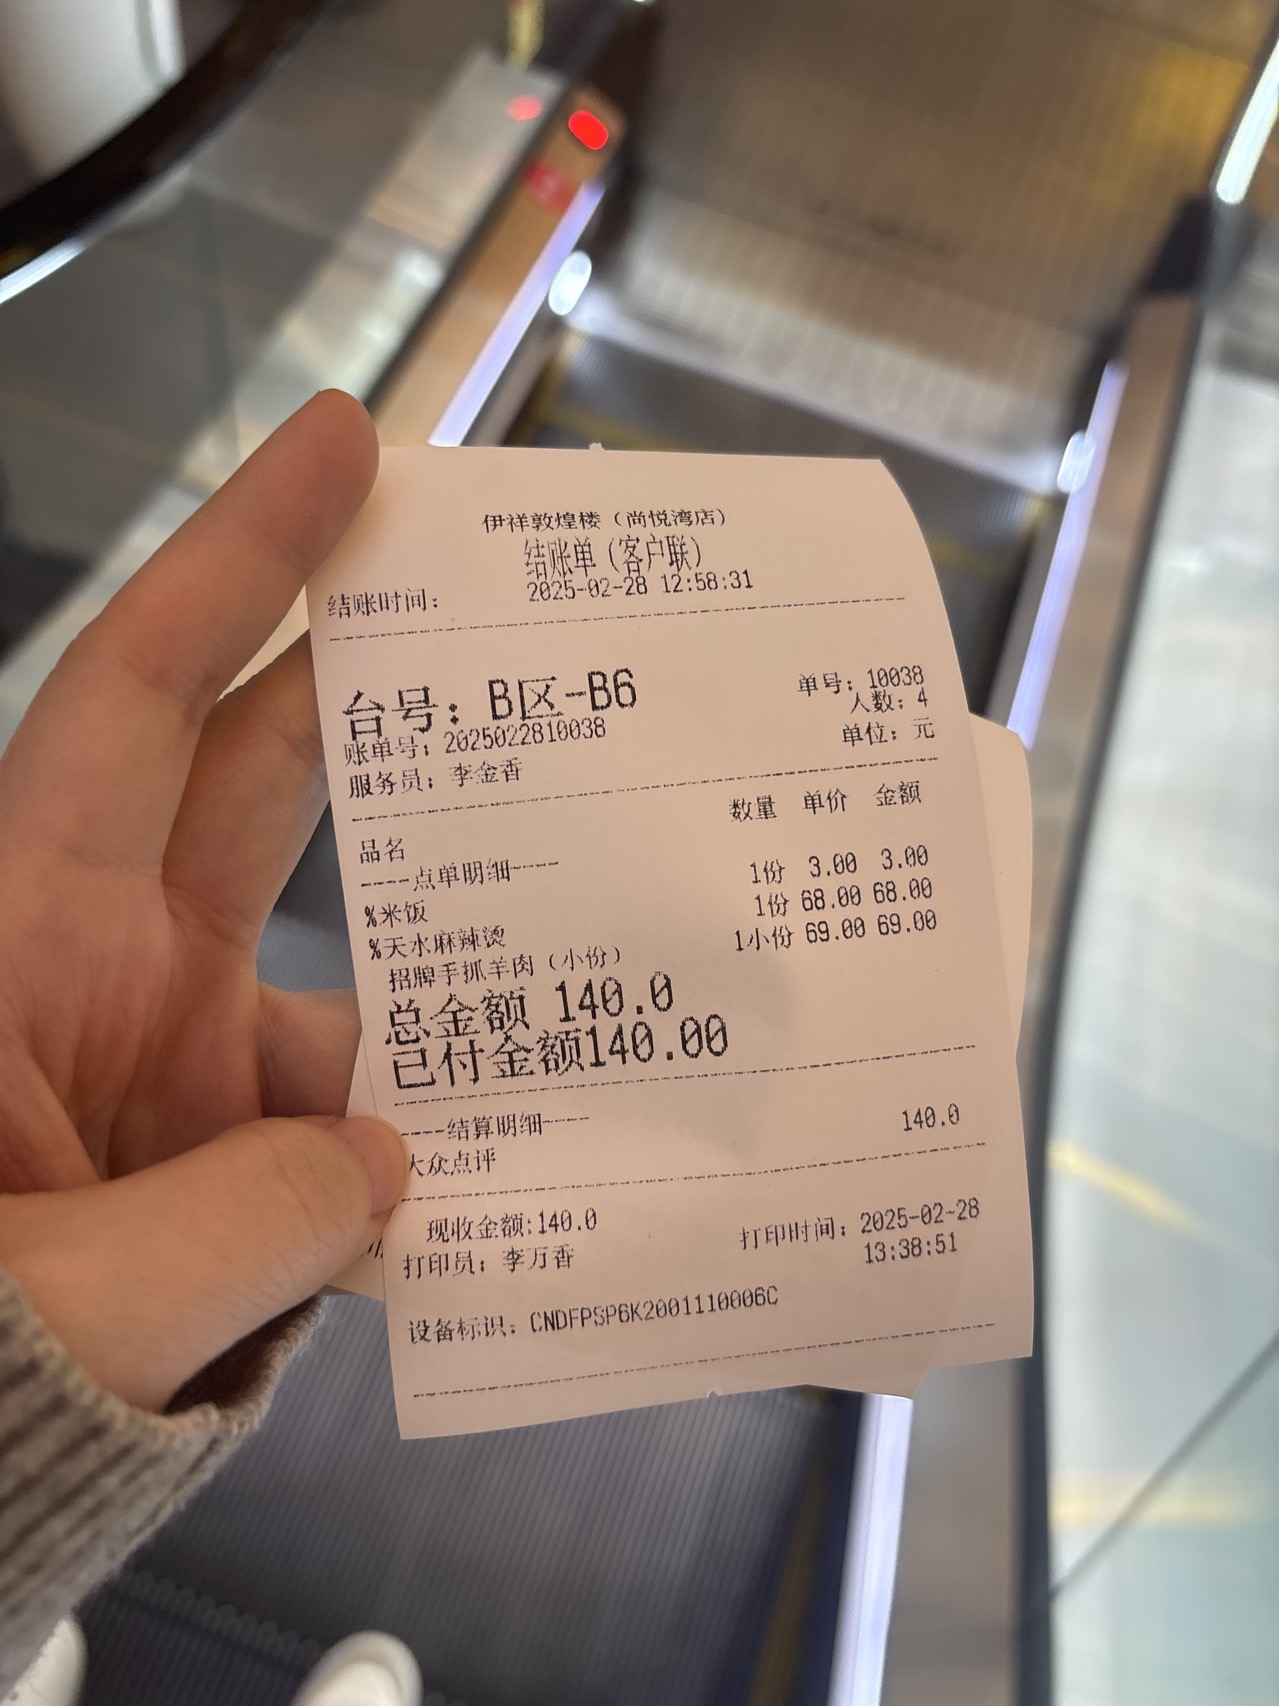 伊祥敦煌楼（尚悦湾店）
结账单（客户联）
结账时间： 2025-02-28 12:58:31
台号：B区-B6 单号：10038
人数：4
账单号：2025022810038 单位：元
服务员：李金香
品名 数量 单价 金额
----点单明细----
%米饭 1份 3.00 3.00
%天水麻辣烫 1份 68.00 68.00
招牌手抓羊肉（小份） 1小份 69.00 69.00
总金额 140.0
已付金额140.00
----结算明细----
大众点评 140.0
现收金额:140.0
打印员：李万香 打印时间：2025-02-28
13:38:51
设备标识：CNDFPSP6K2001110006C